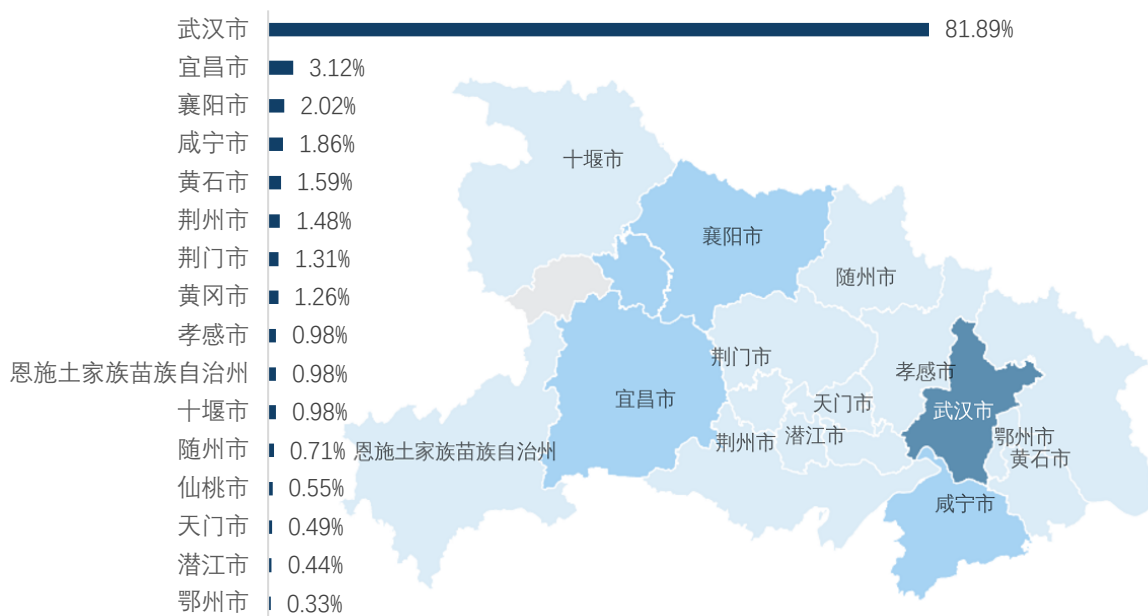 武汉市 81.89%
宜昌市 3.12%
襄阳市 2.02%
咸宁市 1.86%
黄石市 1.59%
荆州市 1.48%
荆门市 1.31%
黄冈市 1.26%
孝感市 0.98%
恩施土家族苗族自治州 0.98%
十堰市 0.98%
随州市 0.71%
仙桃市 0.55%
天门市 0.49%
潜江市 0.44%
鄂州市 0.33%
十堰市
襄阳市
随州市
荆门市
孝感市
宜昌市
天门市
武汉市
恩施土家族苗族自治州
荆州市
潜江市
鄂州市
黄石市
咸宁市